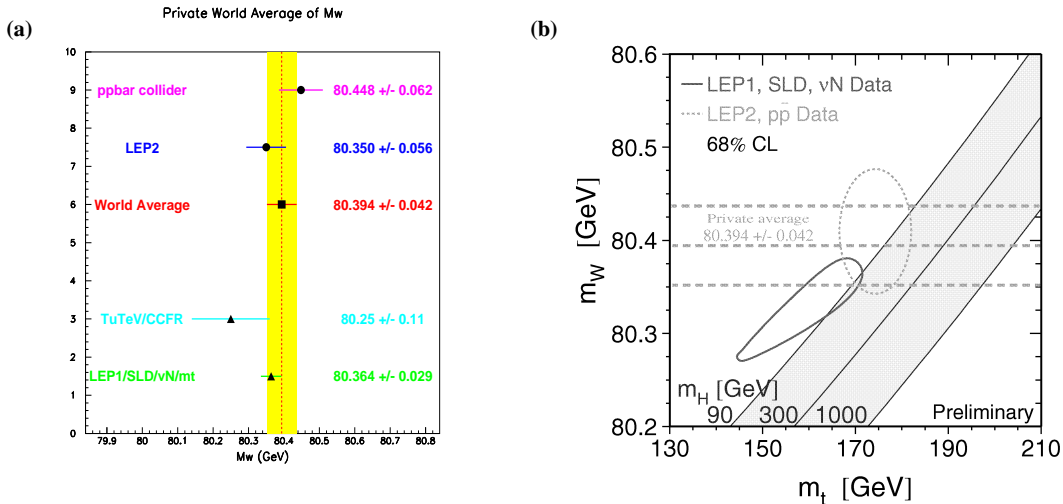 (a)
Private World Average of Mw
10
9
8
7
6
5
4
3
2
1
0
ppbar collider 80.448 +/- 0.062
LEP2 80.350 +/- 0.056
World Average 80.394 +/- 0.042
TuTeV/CCFR 80.25 +/- 0.11
LEP1/SLD/νN/mt 80.364 +/- 0.029
79.9 80 80.1 80.2 80.3 80.4 80.5 80.6 80.7 80.8
Mw (GeV)
(b)
80.6
80.5
80.4
80.3
80.2
m_W [GeV]
LEP1, SLD, νN Data
LEP2, pp̄ Data
68% CL
Private average
80.394 +/- 0.042
m_H [GeV]
90 300 1000
Preliminary
130 150 170 190 210
m_t [GeV]